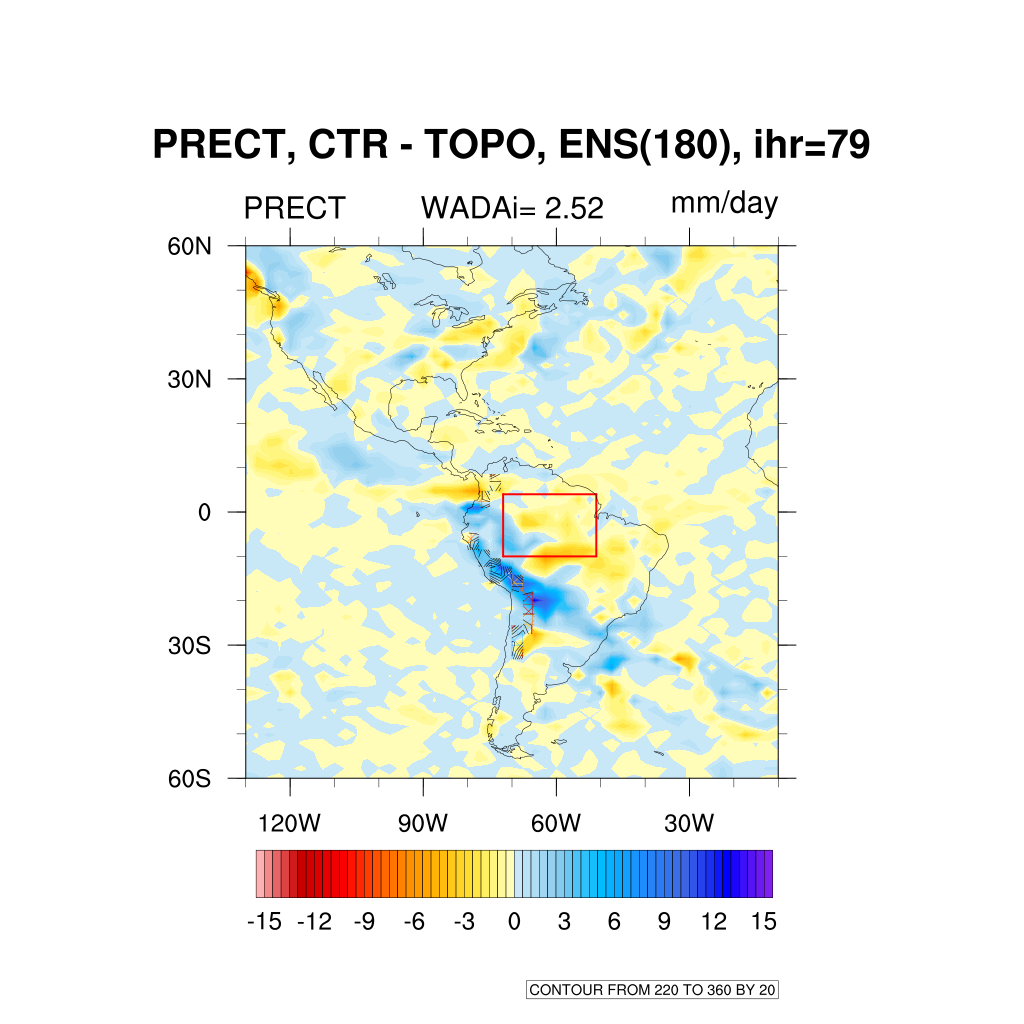 PRECT, CTR - TOPO, ENS(180), ihr=79
PRECT WADAi= 2.52 mm/day
60N
30N
0
30S
60S
120W 90W 60W 30W
-15 -12 -9 -6 -3 0 3 6 9 12 15
CONTOUR FROM 220 TO 360 BY 20